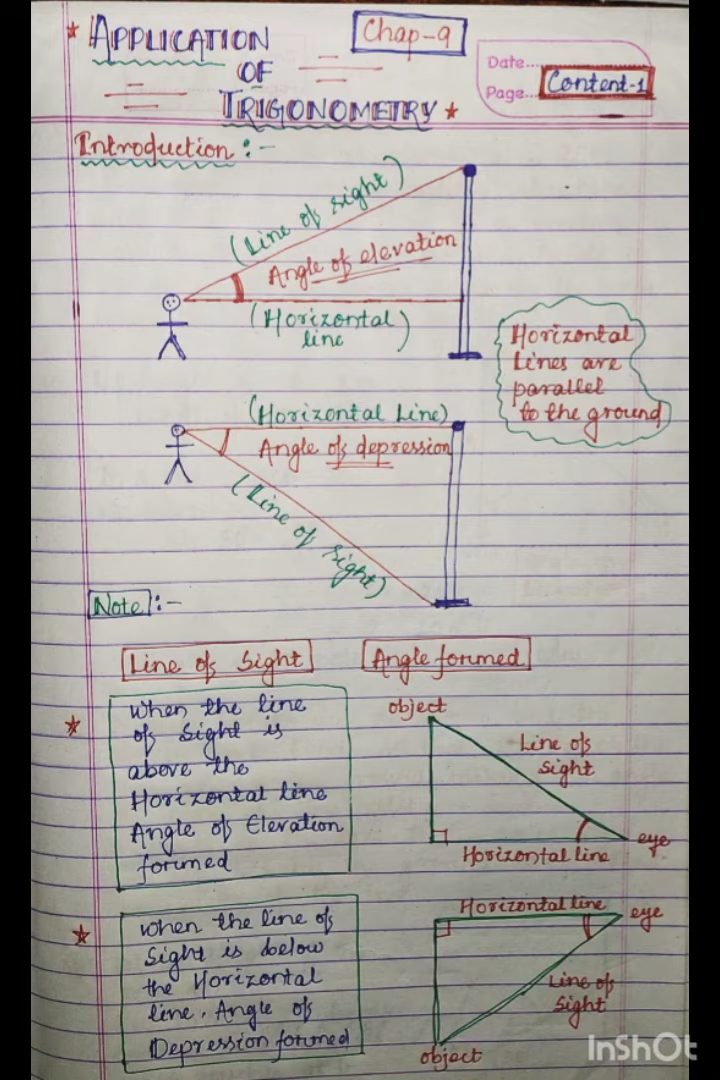 ★ APPLICATION
OF
TRIGONOMETRY ★
Chap-9
Date.....
Page... Content-1
Introduction :-
(Line of sight)
Angle of elevation
(Horizontal
line)
Horizontal
Lines are
parallel
to the ground
(Horizontal Line)
Angle of depression
(Line of sight)
Note :-
Line of Sight
Angle formed
★ When the line
of Sight is
above the
Horizontal line
Angle of Elevation
formed
object
Line of
sight
eye
Horizontal line
★ When the line of
Sight is below
the Horizontal
line. Angle of
Depression formed
Horizontal line
eye
Line of
Sight
object
InShOt